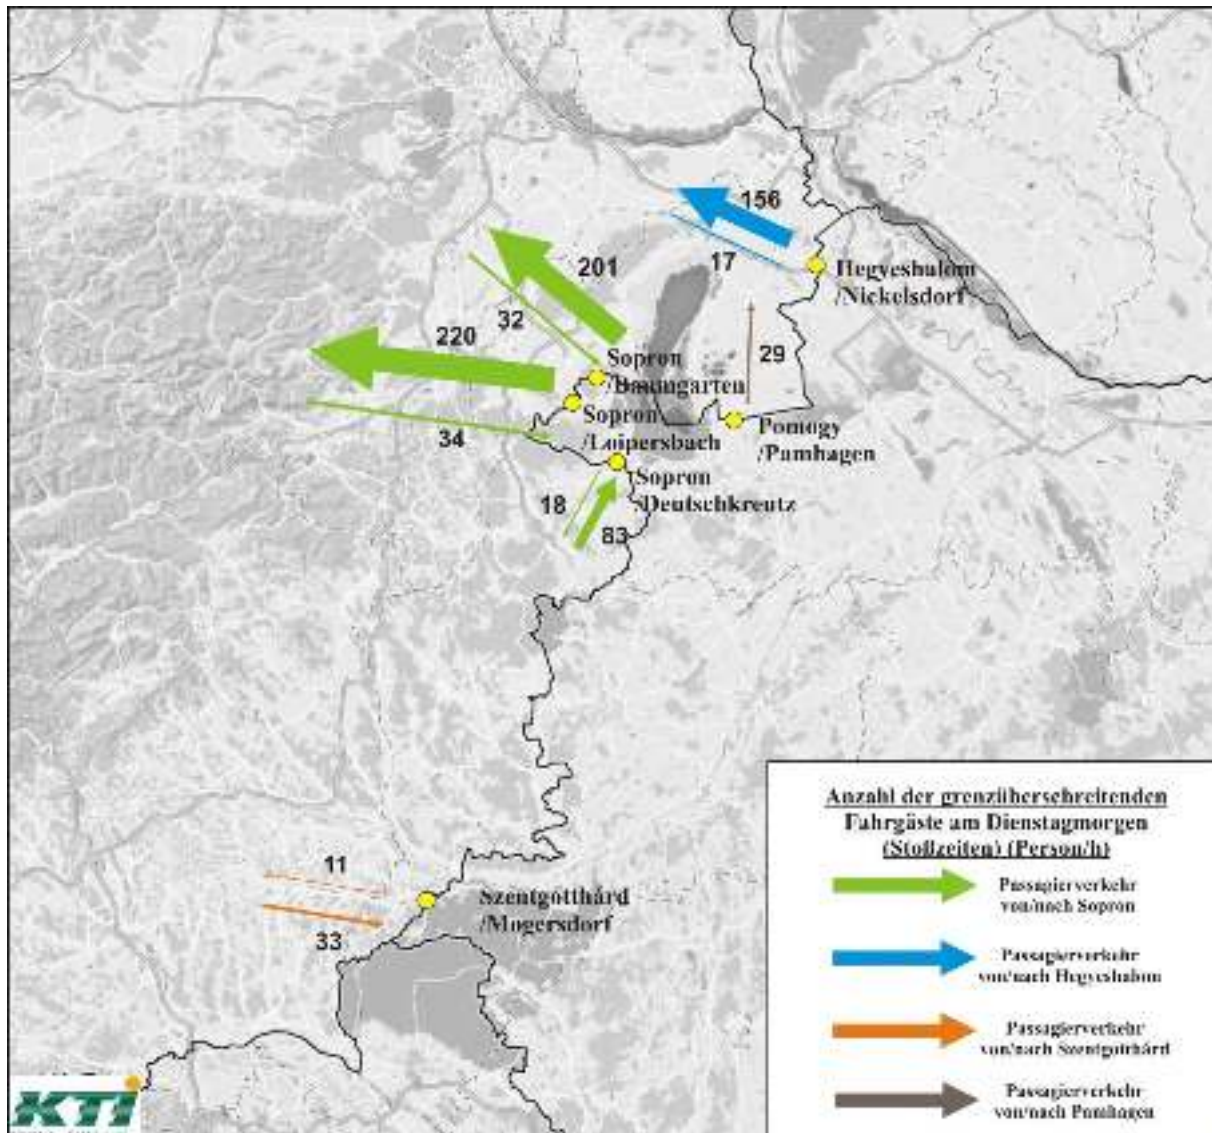 156
17
Hegyeshalom
/Nickelsdorf
201
32
220
29
Sopron
/Baumgarten
Sopron
/Loipersbach
34
Pomogy
/Pamhagen
Sopron
/Deutschkreutz
18
83
11
Szentgotthárd
/Mogersdorf
33
Anzahl der grenzüberschreitenden
Fahrgäste am Dienstagmorgen
(Stoßzeiten) (Person/h)
Passagierverkehr
von/nach Sopron
Passagierverkehr
von/nach Hegyeshalom
Passagierverkehr
von/nach Szentgotthárd
Passagierverkehr
von/nach Pamhagen
KTI